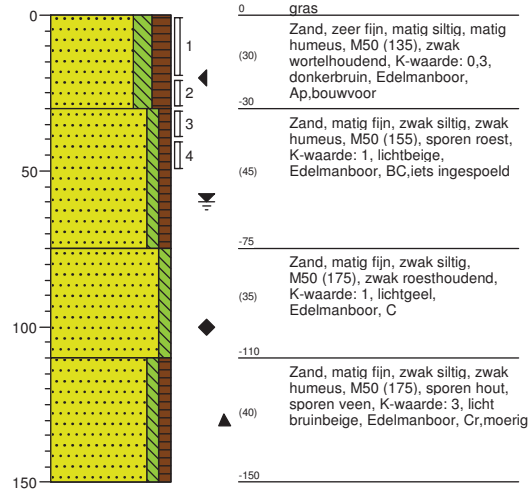 0
50
100
150
1
2
3
4
0
gras
(30)
Zand, zeer fijn, matig siltig, matig
humeus, M50 (135), zwak
wortelhoudend, K-waarde: 0,3,
donkerbruin, Edelmanboor,
Ap,bouwvoor
-30
(45)
Zand, matig fijn, zwak siltig, zwak
humeus, M50 (155), sporen roest,
K-waarde: 1, lichtbeige,
Edelmanboor, BC,iets ingespoeld
-75
(35)
Zand, matig fijn, zwak siltig,
M50 (175), zwak roesthoudend,
K-waarde: 1, lichtgeel,
Edelmanboor, C
-110
(40)
Zand, matig fijn, zwak siltig, zwak
humeus, M50 (175), sporen hout,
sporen veen, K-waarde: 3, licht
bruinbeige, Edelmanboor, Cr,moerig
-150